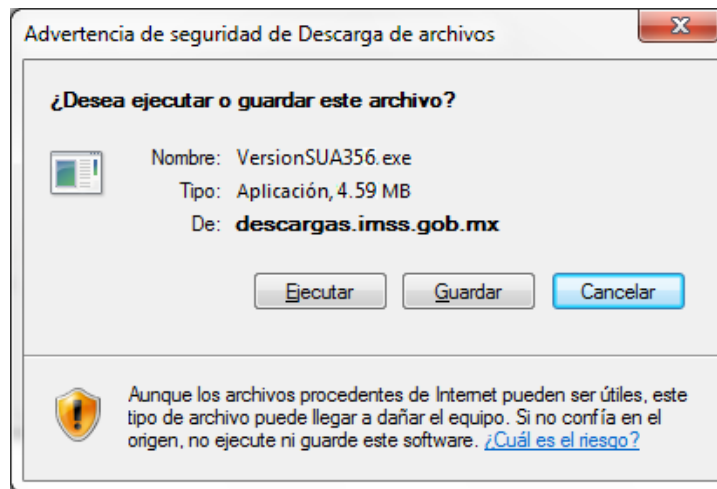 Advertencia de seguridad de Descarga de archivos
X
¿Desea ejecutar o guardar este archivo?
Nombre: VersionSUA356.exe
Tipo: Aplicación, 4.59 MB
De: descargas.imss.gob.mx
Ejecutar Guardar Cancelar
Aunque los archivos procedentes de Internet pueden ser útiles, este
tipo de archivo puede llegar a dañar el equipo. Si no confía en el
origen, no ejecute ni guarde este software. ¿Cuál es el riesgo?